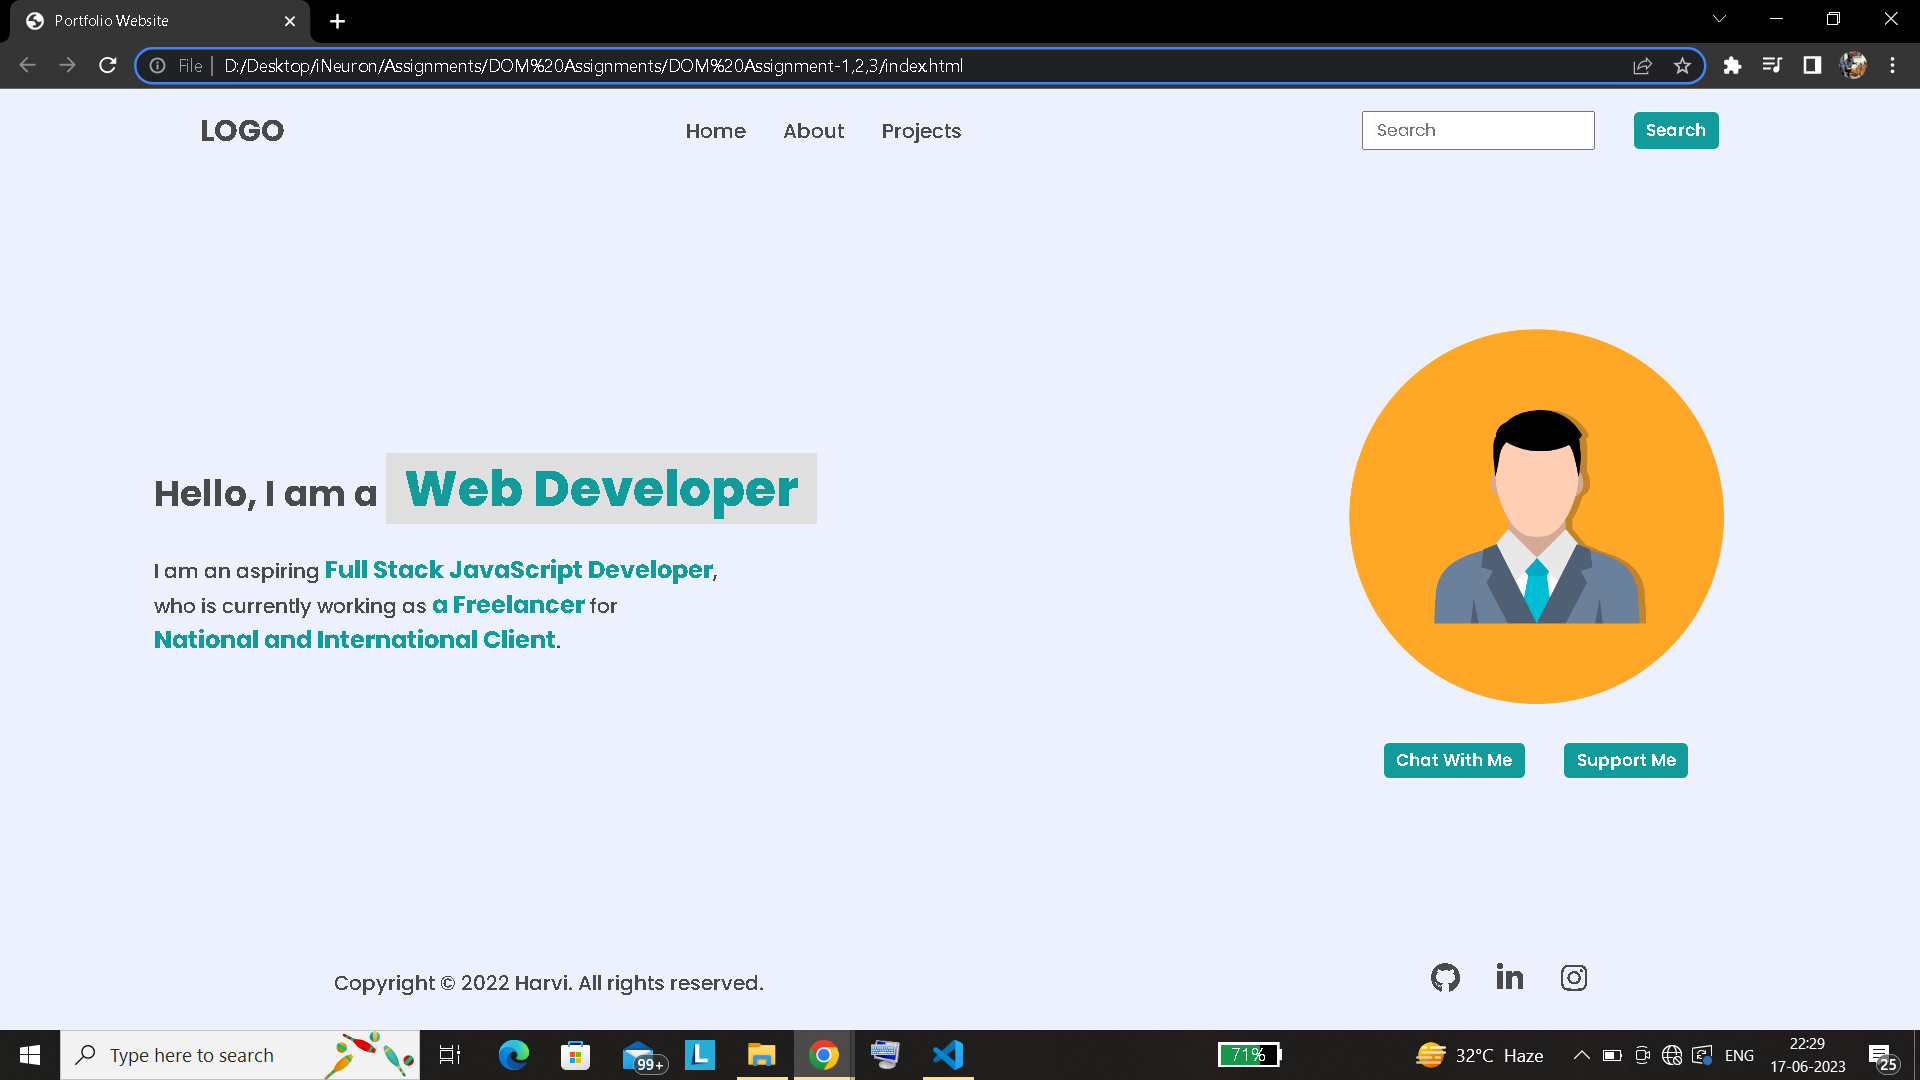 Portfolio Website
File | D:/Desktop/iNeuron/Assignments/DOM%20Assignments/DOM%20Assignment-1,2,3/index.html
LOGO Home About Projects Search Search
Hello, I am a Web Developer
I am an aspiring Full Stack JavaScript Developer,
who is currently working as a Freelancer for
National and International Client.
Chat With Me Support Me
Copyright © 2022 Harvi. All rights reserved.
Type here to search 99+ L 71% 32°C Haze ENG 22:29
17-06-2023 25